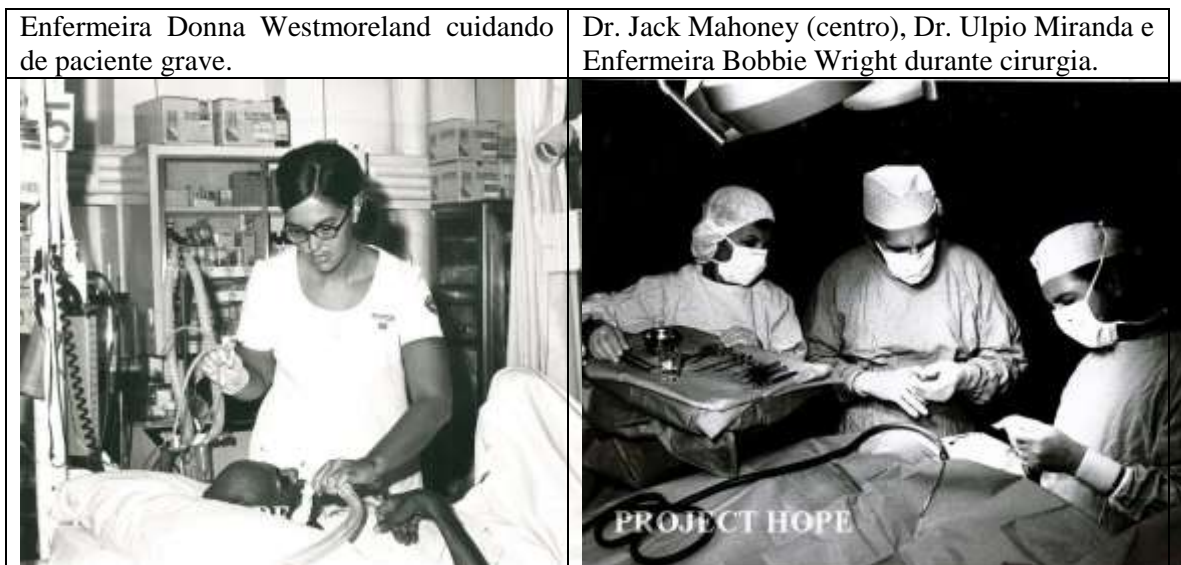 Enfermeira Donna Westmoreland cuidando
de paciente grave.
Dr. Jack Mahoney (centro), Dr. Ulpio Miranda e
Enfermeira Bobbie Wright durante cirurgia.
PROJECT HOPE